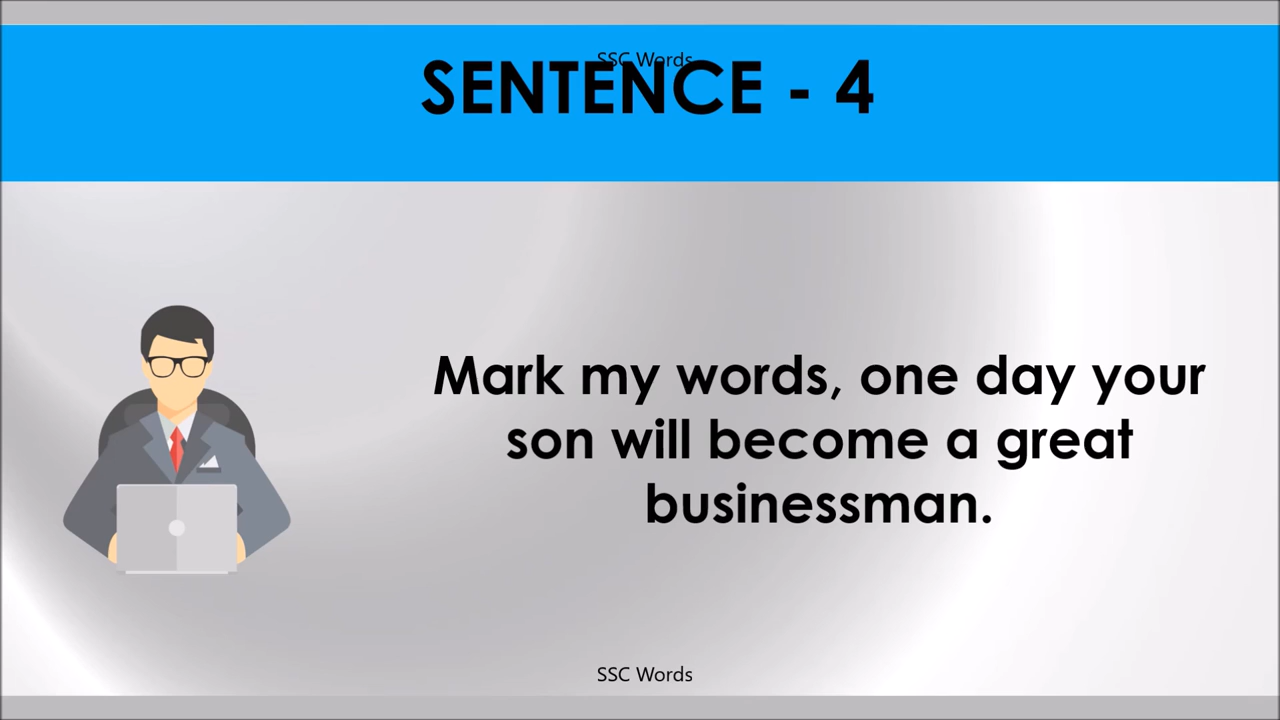 SSC Words
SENTENCE - 4
Mark my words, one day your
son will become a great
businessman.
SSC Words